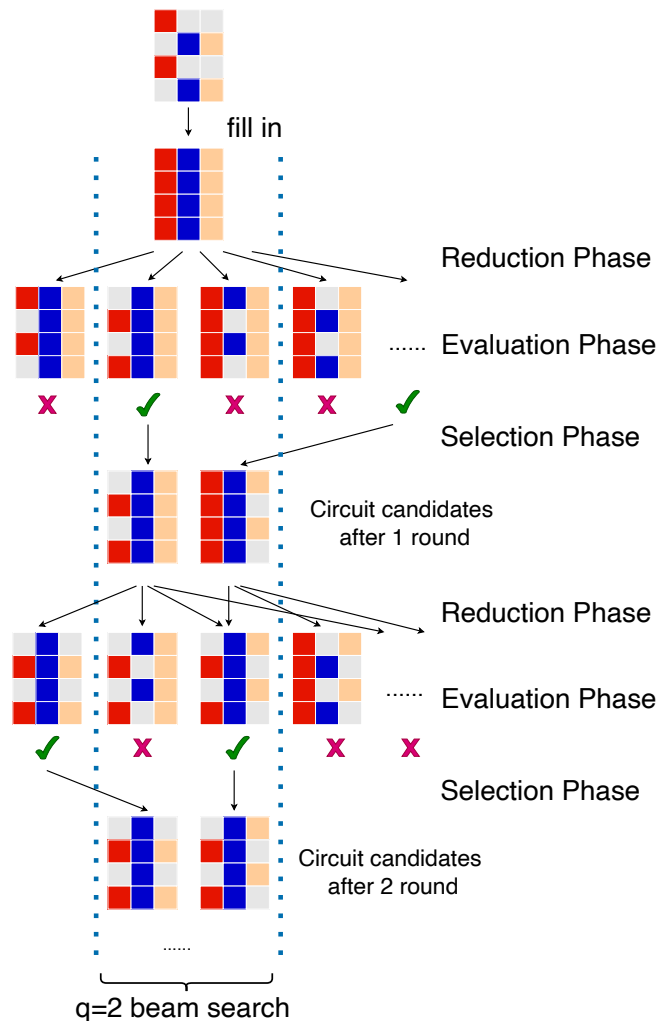 fill in
Reduction Phase
...... Evaluation Phase
Selection Phase
Circuit candidates
after 1 round
Reduction Phase
...... Evaluation Phase
Selection Phase
Circuit candidates
after 2 round
......
q=2 beam search